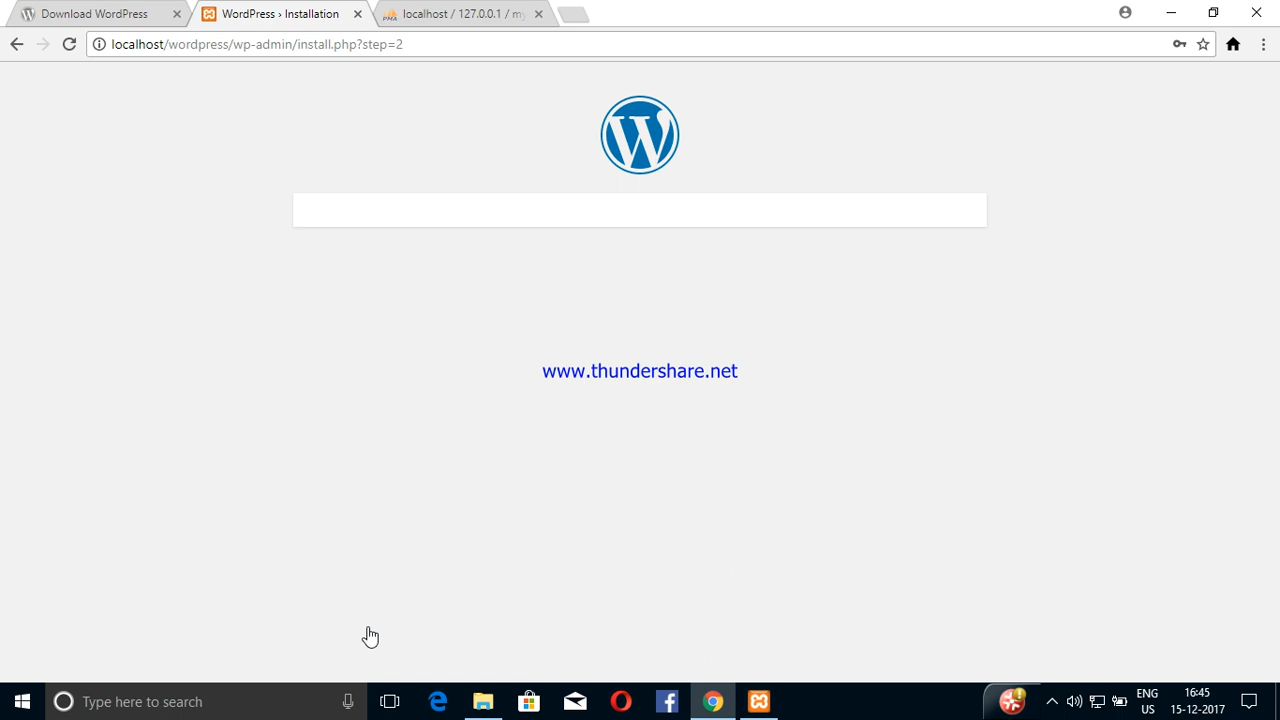 Download WordPress
WordPress › Installation
localhost / 127.0.0.1 / my
localhost/wordpress/wp-admin/install.php?step=2
W
www.thundershare.net
Type here to search
ENG
US
16:45
15-12-2017